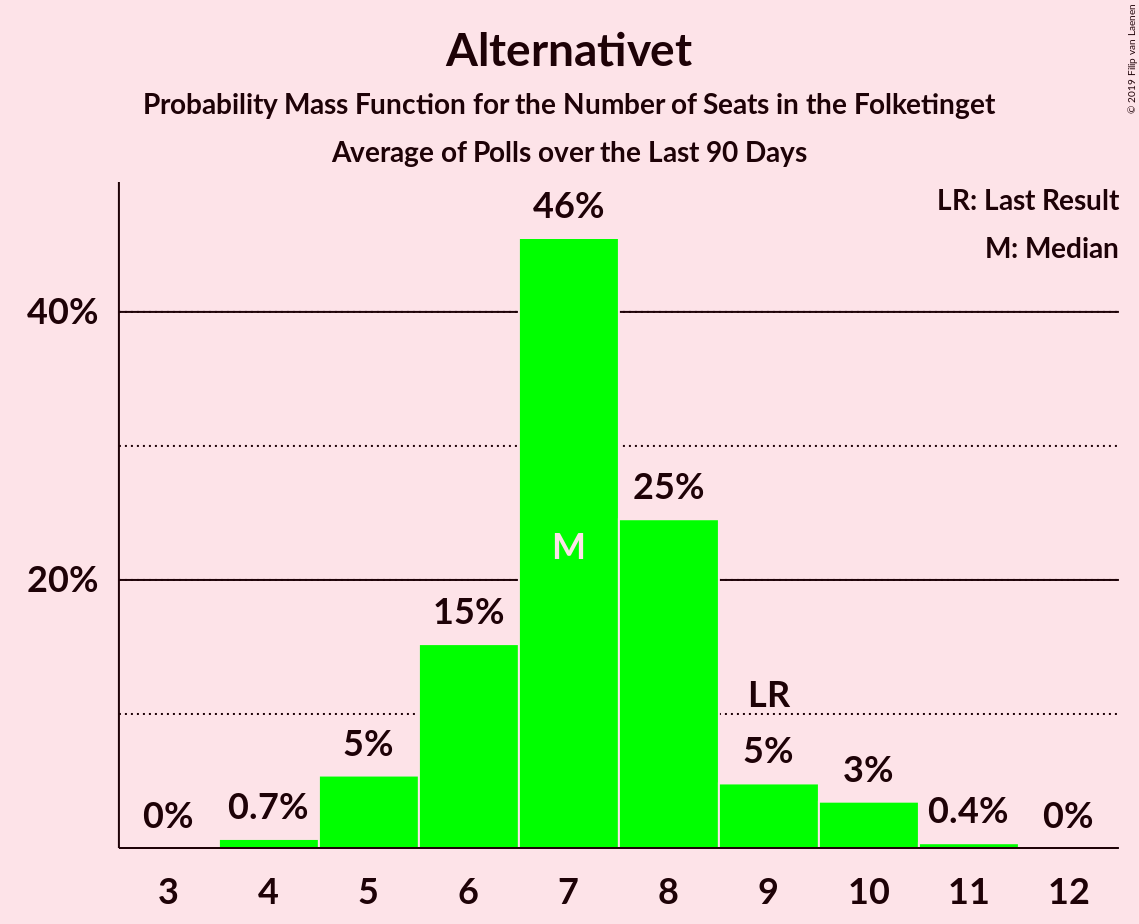 Alternativet
Probability Mass Function for the Number of Seats in the Folketinget
Average of Polls over the Last 90 Days
© 2019 Filip van Laenen
LR: Last Result
M: Median
46%
40%
25%
M
20%
15%
LR
5%
5%
3%
0%
0.7%
0.4%
0%
3 4 5 6 7 8 9 10 11 12